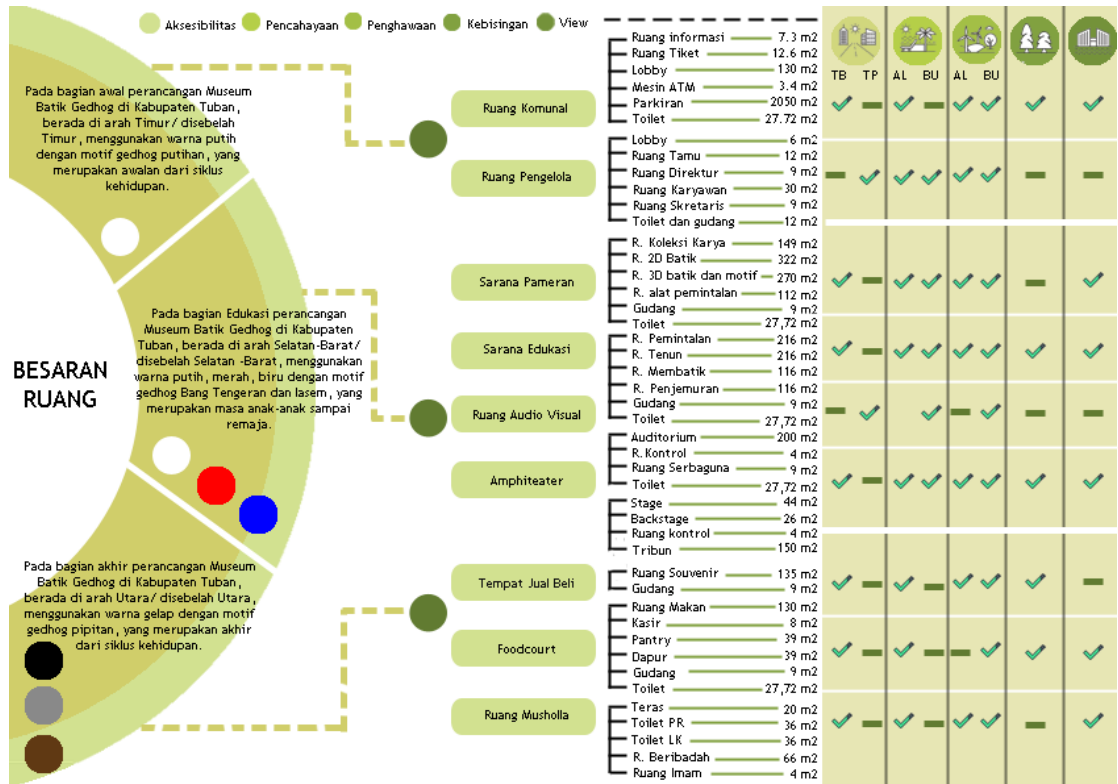 Aksesibilitas
Pencahayaan
Penghawaan
Kebisingan
View
Pada bagian awal perancangan Museum
Batik Gedhog di Kabupaten Tuban,
berada di arah Timur/ disebelah
Timur, menggunakan warna putih
dengan motif gedhog putihan, yang
merupakan awalan dari siklus
kehidupan.
Pada bagian Edukasi perancangan
Museum Batik Gedhog di Kabupaten
Tuban, berada di arah Selatan-Barat/
disebelah Selatan -Barat, menggunakan
warna putih, merah, biru dengan motif
gedhog Bang Tengeran dan lasem, yang
merupakan masa anak-anak sampai
remaja.
BESARAN
RUANG
Pada bagian akhir perancangan Museum
Batik Gedhog di Kabupaten Tuban,
berada di arah Utara/ disebelah Utara,
menggunakan warna gelap dengan motif
gedhog pipitan, yang merupakan akhir
dari siklus kehidupan.
Ruang Komunal
Ruang Pengelola
Sarana Pameran
Sarana Edukasi
Ruang Audio Visual
Amphiteater
Tempat Jual Beli
Foodcourt
Ruang Musholla
Ruang informasi 7.3 m2
Ruang Tiket 12.6 m2
Lobby 130 m2
Mesin ATM 3.4 m2
Parkiran 2050 m2
Toilet 27.72 m2
Lobby 6 m2
Ruang Tamu 12 m2
Ruang Direktur 9 m2
Ruang Karyawan 30 m2
Ruang Skretaris 9 m2
Toilet dan gudang 12 m2
R. Koleksi Karya 149 m2
R. 2D Batik 322 m2
R. 3D batik dan motif 270 m2
R. alat pemintalan 112 m2
Gudang 9 m2
Toilet 27,72 m2
R. Pemintalan 216 m2
R. Tenun 216 m2
R. Membatik 116 m2
R. Penjemuran 116 m2
Gudang 9 m2
Toilet 27,72 m2
Auditorium 200 m2
R.Kontrol 4 m2
Ruang Serbaguna 9 m2
Toilet 27,72 m2
Stage 44 m2
Backstage 26 m2
Ruang kontrol 4 m2
Tribun 150 m2
Ruang Souvenir 135 m2
Gudang 9 m2
Ruang Makan 130 m2
Kasir 8 m2
Pantry 39 m2
Dapur 39 m2
Gudang 9 m2
Toilet 27,72 m2
Teras 20 m2
Toilet PR 36 m2
Toilet LK 36 m2
R. Beribadah 66 m2
Ruang Imam 4 m2
TB TP AL BU AL BU